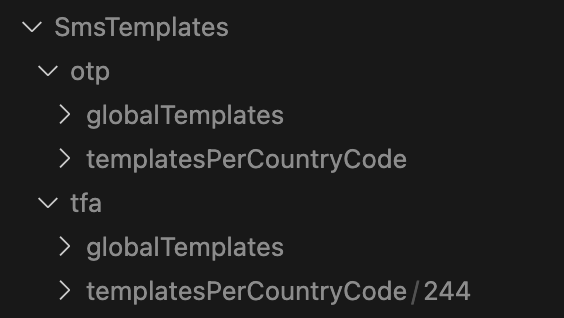 SmsTemplates
otp
globalTemplates
templatesPerCountryCode
tfa
globalTemplates
templatesPerCountryCode/244